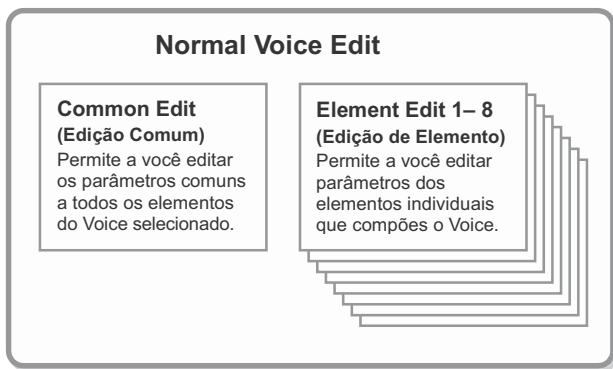 Normal Voice Edit
Common Edit
(Edição Comum)
Permite a você editar
os parâmetros comuns
a todos os elementos
do Voice selecionado.
Element Edit 1– 8
(Edição de Elemento)
Permite a você editar
parâmetros dos
elementos individuais
que compões o Voice.